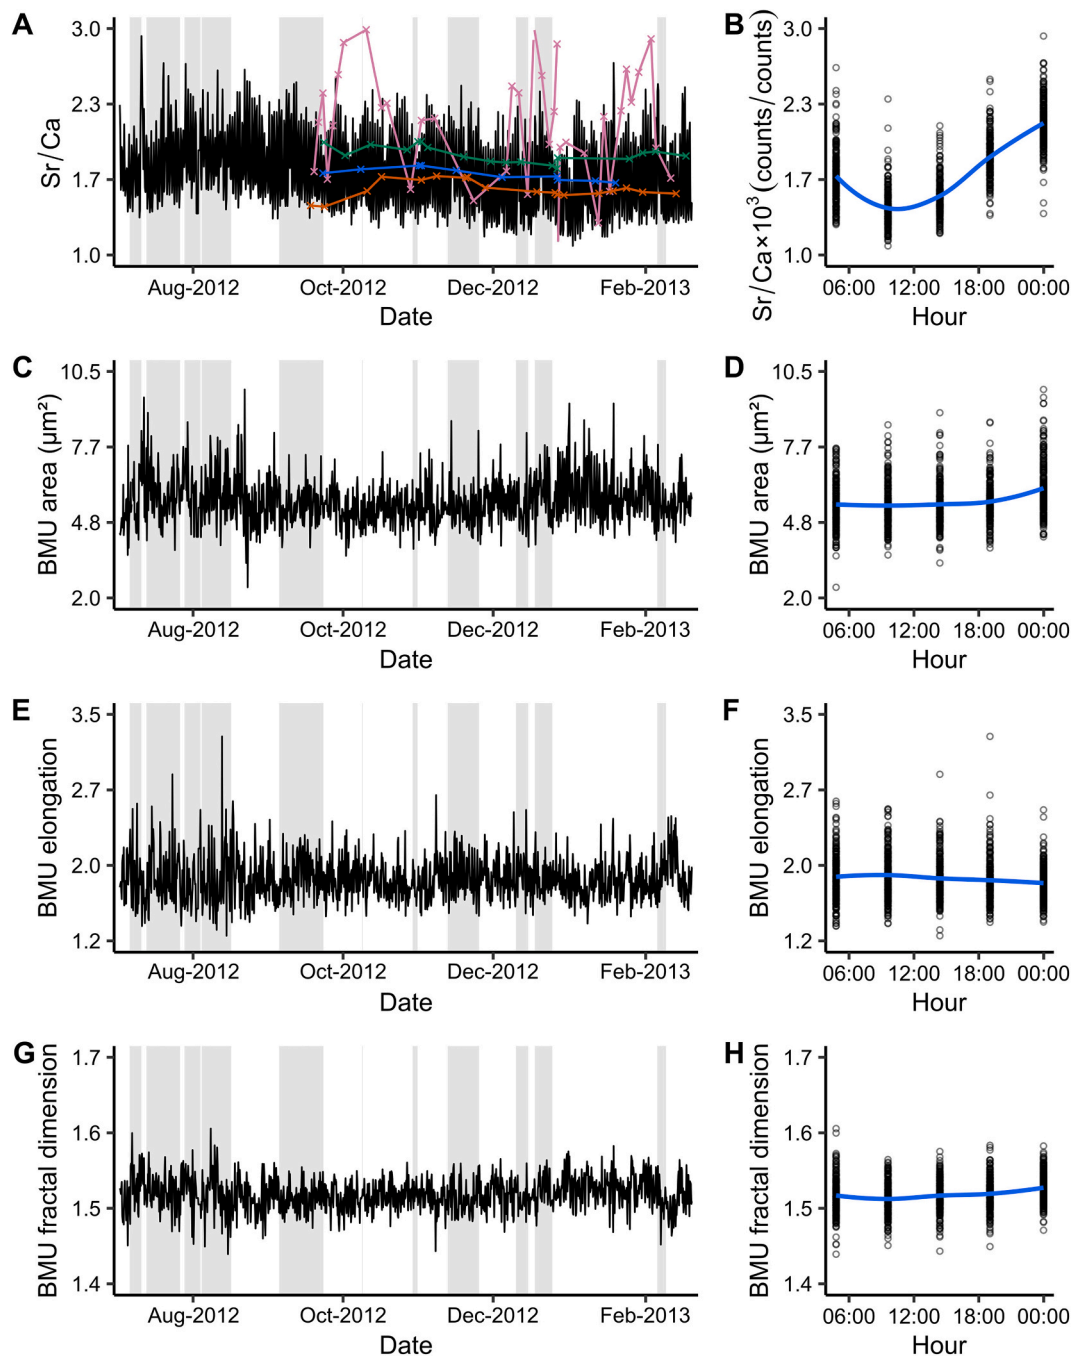 A
Sr/Ca
3.0
2.3
1.7
1.0
Aug-2012 Oct-2012 Dec-2012 Feb-2013
Date
B
Sr/Ca×10³(counts/counts)
3.0
2.3
1.7
1.0
06:00 12:00 18:00 00:00
Hour
C
BMU area (µm²)
10.5
7.7
4.8
2.0
Aug-2012 Oct-2012 Dec-2012 Feb-2013
Date
D
BMU area (µm²)
10.5
7.7
4.8
2.0
06:00 12:00 18:00 00:00
Hour
E
BMU elongation
3.5
2.7
2.0
1.2
Aug-2012 Oct-2012 Dec-2012 Feb-2013
Date
F
BMU elongation
3.5
2.7
2.0
1.2
06:00 12:00 18:00 00:00
Hour
G
BMU fractal dimension
1.7
1.6
1.5
1.4
Aug-2012 Oct-2012 Dec-2012 Feb-2013
Date
H
BMU fractal dimension
1.7
1.6
1.5
1.4
06:00 12:00 18:00 00:00
Hour